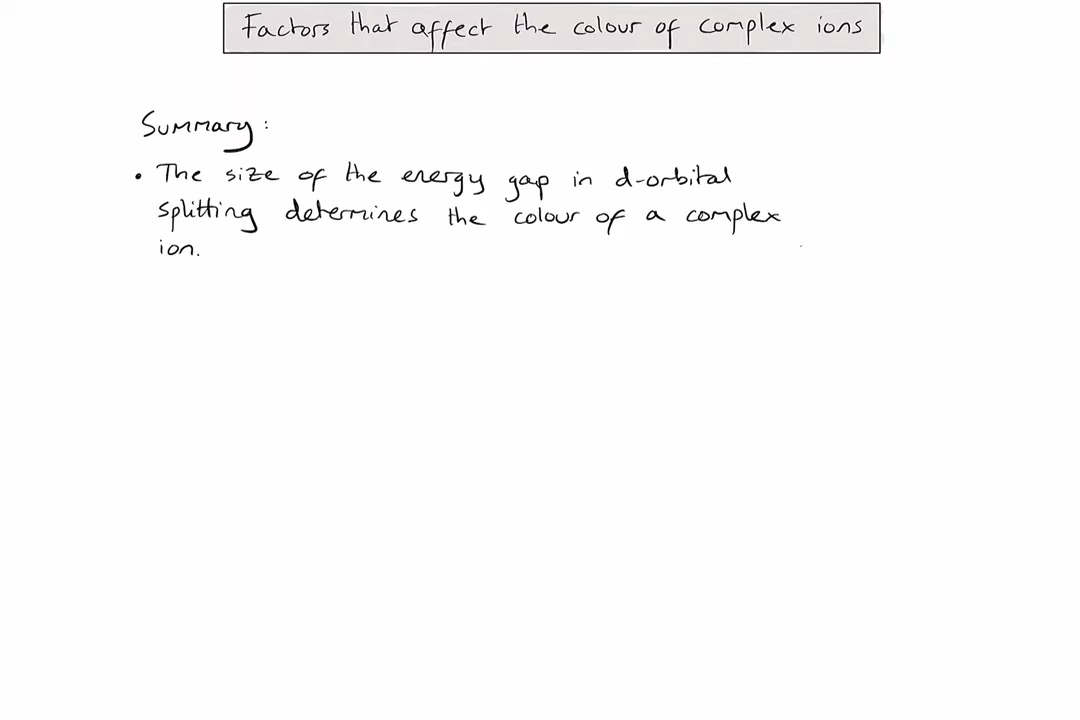 Factors that affect the colour of complex ions
Summary:
• The size of the energy gap in d-orbital
splitting determines the colour of a complex
ion.